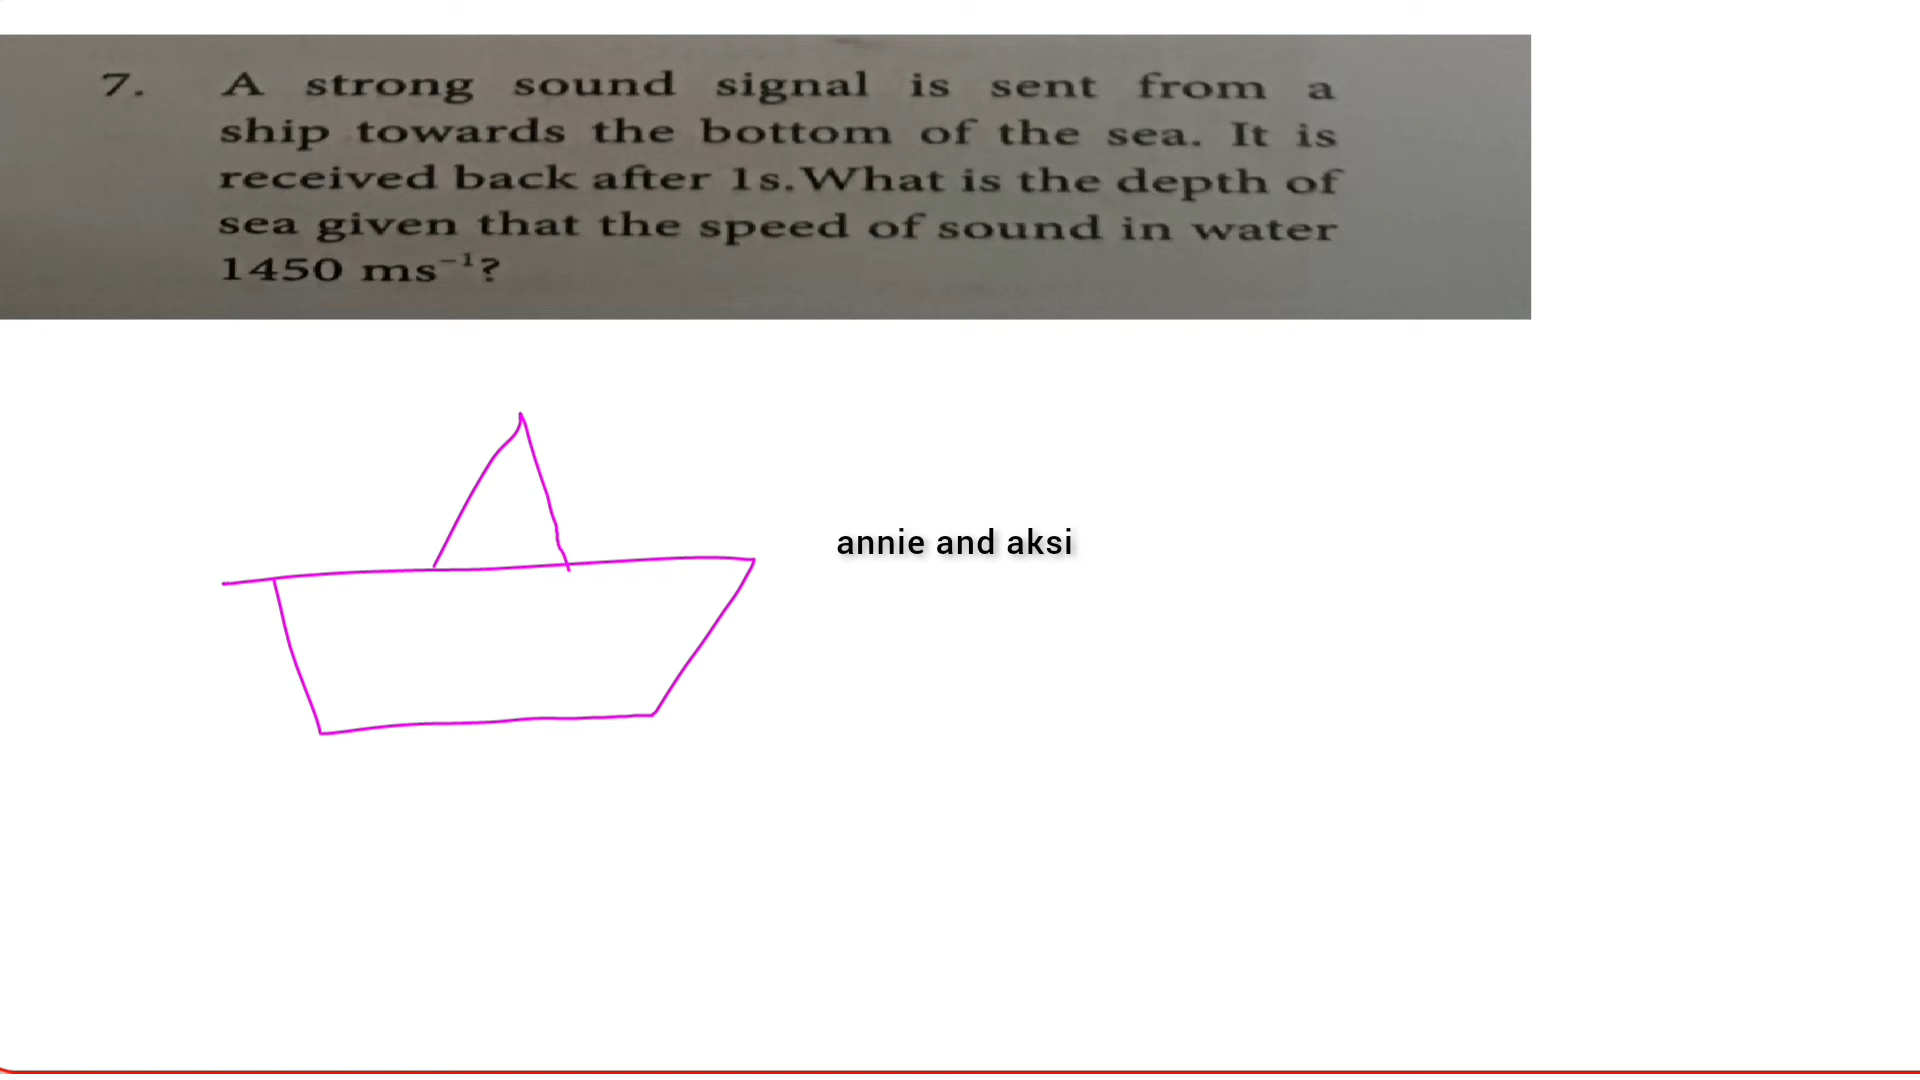 7. A strong sound signal is sent from a
ship towards the bottom of the sea. It is
received back after 1s. What is the depth of
sea given that the speed of sound in water
1450 ms⁻¹?
annie and aksi